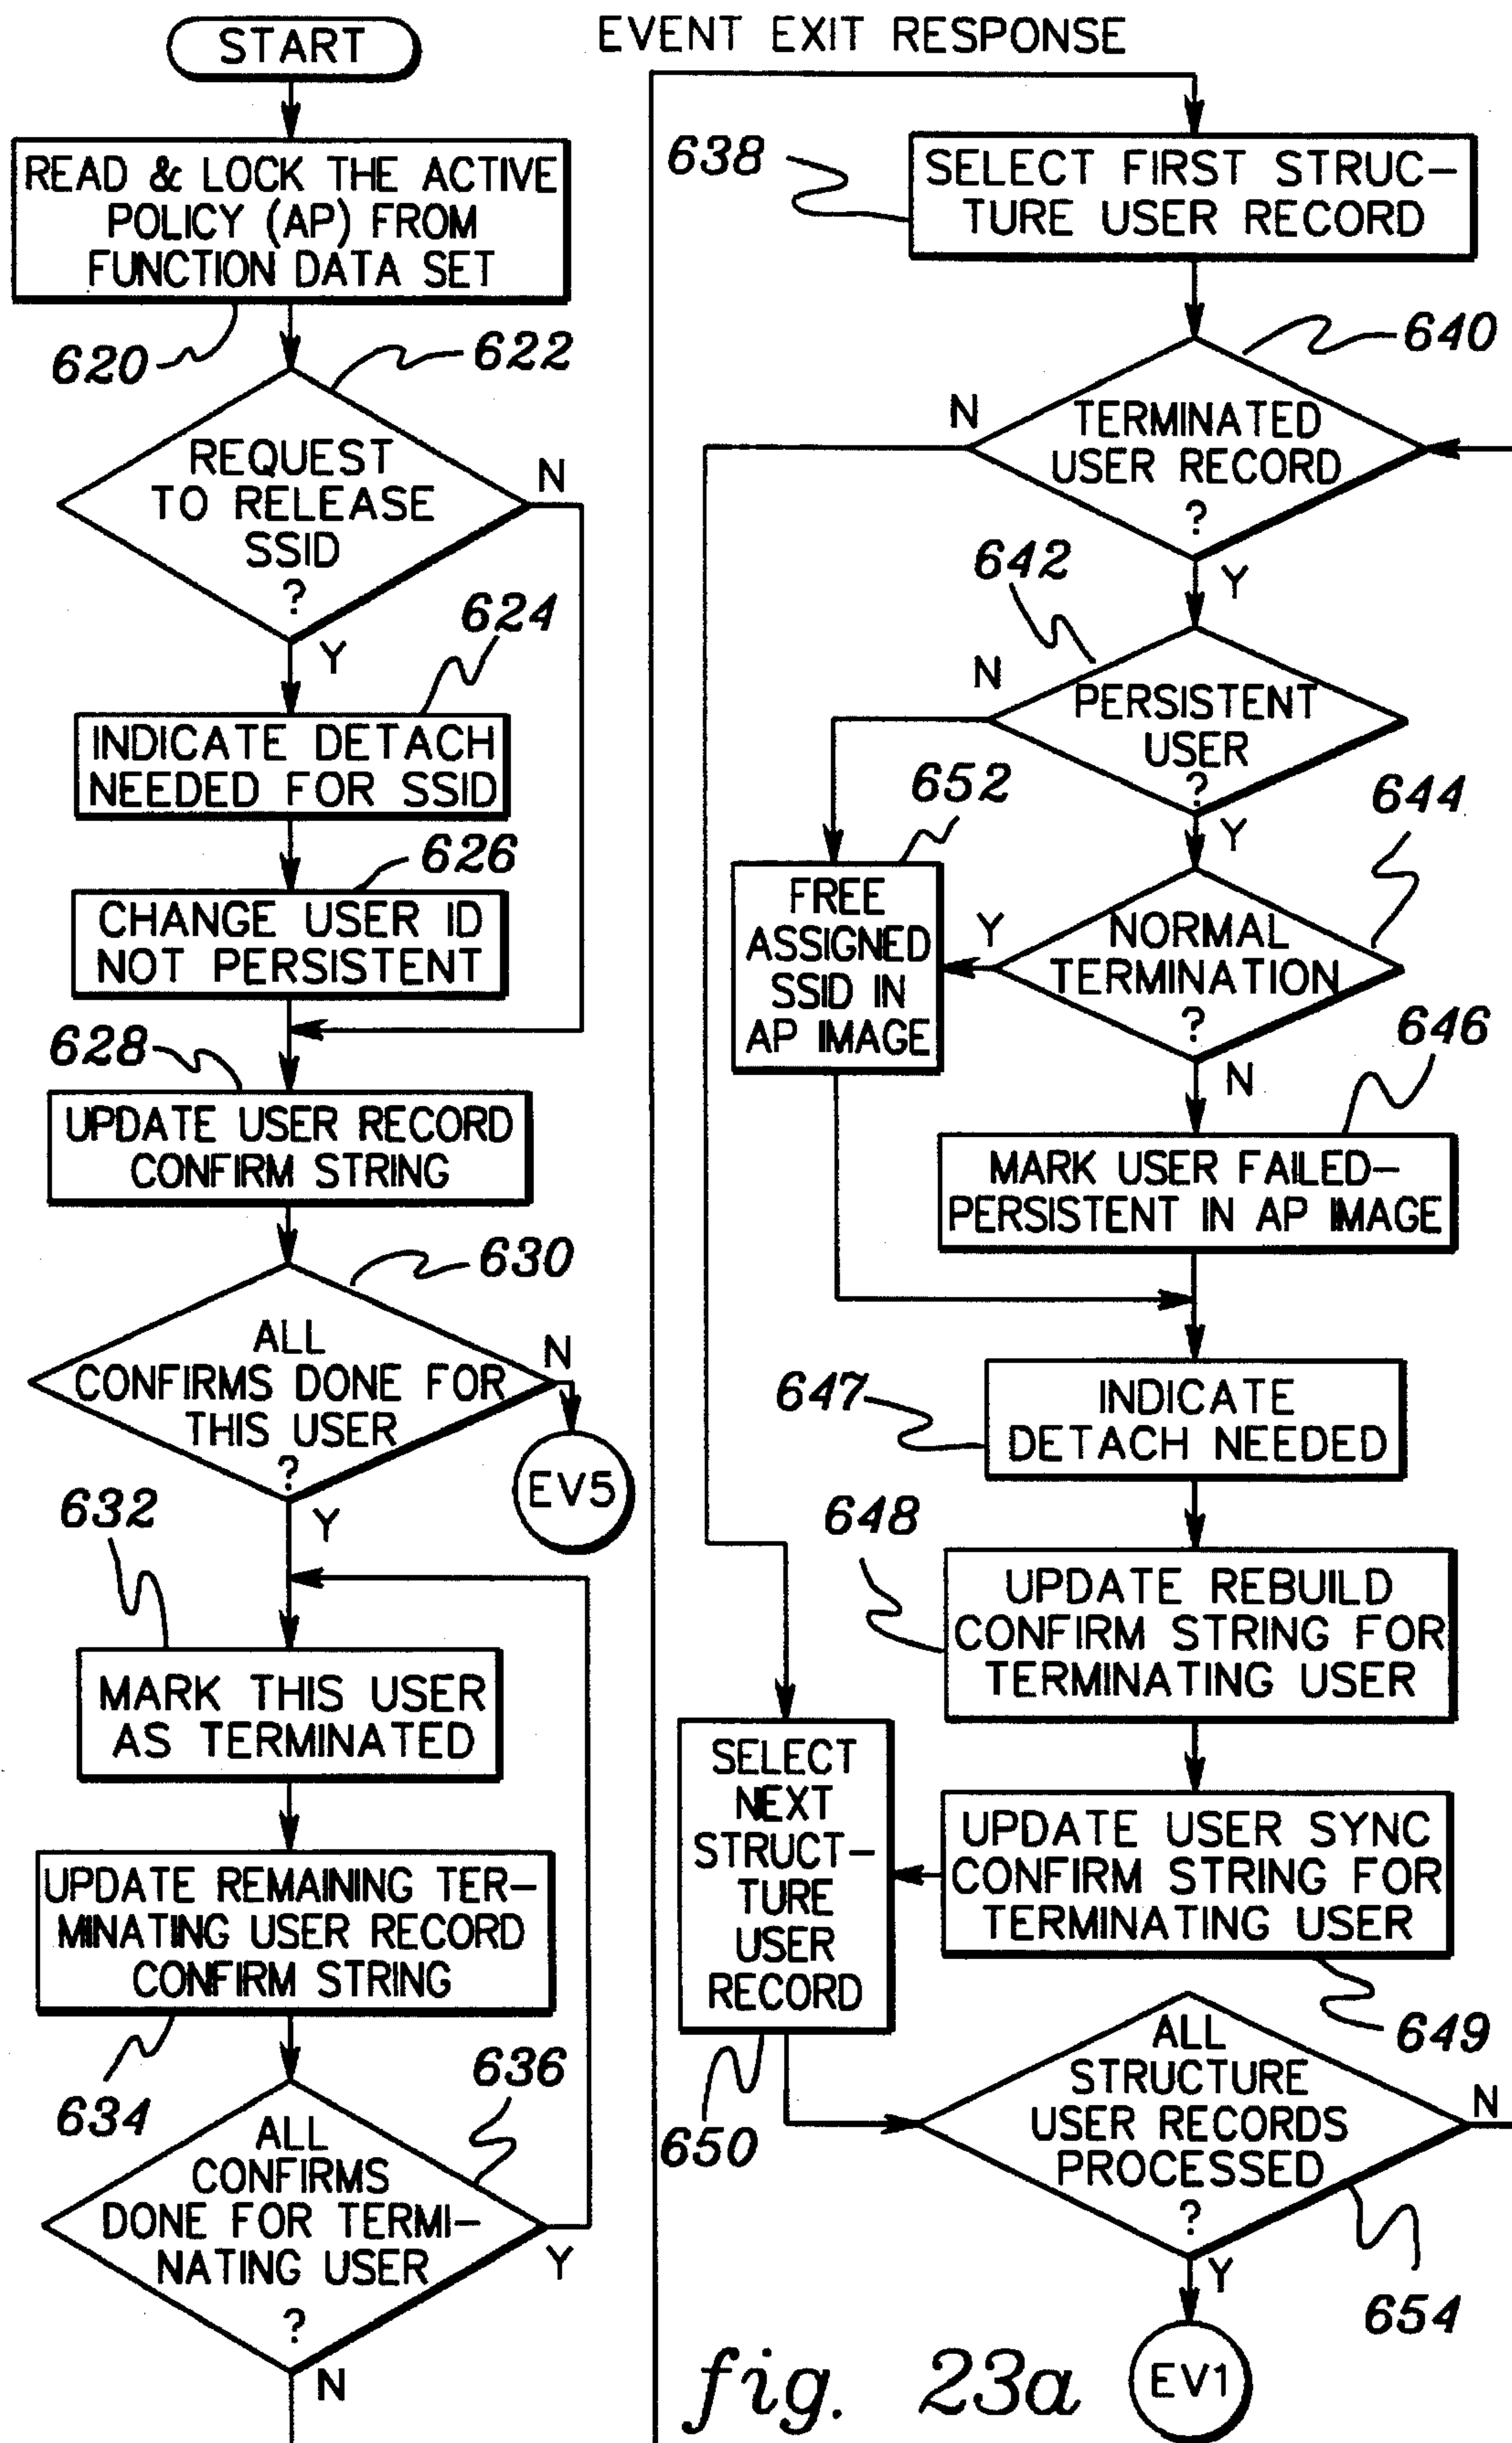 START
READ & LOCK THE ACTIVE
POLICY (AP) FROM
FUNCTION DATA SET
620
622
REQUEST
TO RELEASE
SSID
?
N
Y
624
INDICATE DETACH
NEEDED FOR SSID
626
CHANGE USER ID
NOT PERSISTENT
628
UPDATE USER RECORD
CONFIRM STRING
630
ALL
CONFIRMS DONE FOR
THIS USER
?
N
EV5
Y
632
MARK THIS USER
AS TERMINATED
UPDATE REMAINING TER-
MINATING USER RECORD
CONFIRM STRING
634
636
ALL
CONFIRMS
DONE FOR TERMI-
NATING USER
?
Y
N
EVENT EXIT RESPONSE
638
SELECT FIRST STRUC-
TURE USER RECORD
640
N
TERMINATED
USER RECORD
?
Y
642
N
PERSISTENT
USER
?
Y
652
644
FREE
ASSIGNED
SSID IN
AP IMAGE
Y
NORMAL
TERMINATION
?
N
646
MARK USER FAILED-
PERSISTENT IN AP IMAGE
647
INDICATE
DETACH NEEDED
648
UPDATE REBUILD
CONFIRM STRING FOR
TERMINATING USER
SELECT
NEXT
STRUCT-
TURE
USER
RECORD
650
UPDATE USER SYNC
CONFIRM STRING FOR
TERMINATING USER
649
ALL
STRUCTURE
USER RECORDS
PROCESSED
?
N
Y
654
EV1
fig. 23a